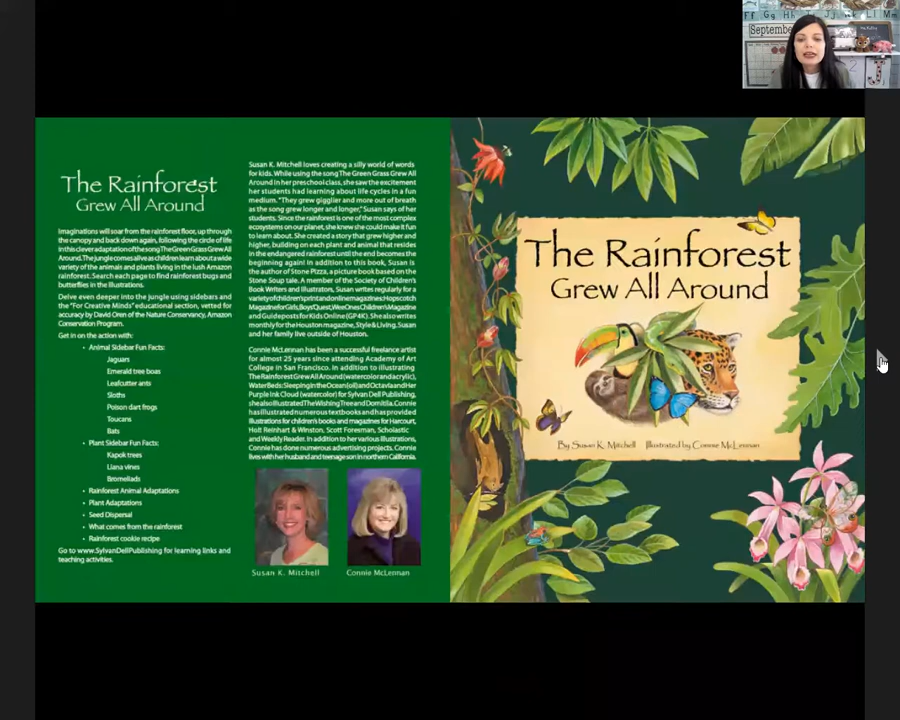 Ff Gg Hh
Kk Ll Mm
September
J
The Rainforest
Grew All Around
Imaginations will soar from the rainforest floor, up through
the canopy and back down again, following the circle of life
in this clever adaptation of the song The Green Grass Grew All
Around. The jungle comes alive as children learn about a wide
variety of the animals and plants living in the lush Amazon
rainforest. Search each page to find rainforest bugs and
butterflies in the illustrations.
Delve even deeper into the jungle using sidebars and
the "For Creative Minds" educational section, vetted for
accuracy by David Oren of the Nature Conservancy, Amazon
Conservation Program.
Get in on the action with:
• Animal Sidebar Fun Facts:
Jaguars
Emerald tree boas
Leafcutter ants
Sloths
Poison dart frogs
Toucans
Bats
• Plant Sidebar Fun Facts:
Kapok trees
Liana vines
Bromeliads
• Rainforest Animal Adaptations
• Plant Adaptations
• Seed Dispersal
• What comes from the rainforest
• Rainforest cookie recipe
Go to www.SylvanDellPublishing for learning links and
teaching activities.
Susan K. Mitchell loves creating a silly world of words
for kids. While using the song The Green Grass Grew All
Around in her preschool class, she saw the excitement
her students had learning about life cycles in a fun
medium. "They grew gigglier and more out of breath
as the song grew longer and longer," Susan says of her
students. Since the rainforest is one of the most complex
ecosystems on our planet, she knew she could make it fun
to learn about. She created a story that grew higher and
higher, building on each plant and animal that resides
in the endangered rainforest until the end becomes the
beginning again! In addition to this book, Susan is
the author of Stone Pizza, a picture book based on the
Stone Soup tale. A member of the Society of Children's
Book Writers and Illustrators, Susan writes regularly for a
variety of children's print and online magazines: Hopscotch
Magazine for Girls, Boys' Quest, Wee Ones Children's Magazine
and Guideposts for Kids Online (GP4K). She also writes
monthly for the Houston magazine, Style & Living. Susan
and her family live outside of Houston.
Connie McLennan has been a successful freelance artist
for almost 25 years since attending Academy of Art
College in San Francisco. In addition to illustrating
The Rainforest Grew All Around (watercolor and acrylic),
Water Beds: Sleeping in the Ocean (oil) and Octavia and Her
Purple Ink Cloud (watercolor) for Sylvan Dell Publishing,
she also illustrated The Wishing Tree and Domitila. Connie
has illustrated numerous textbooks and has provided
illustrations for children's books and magazines for Harcourt,
Holt Reinhart & Winston, Scott Foresman, Scholastic
and Weekly Reader. In addition to her various illustrations,
Connie has done numerous advertising projects. Connie
lives with her husband and teenage son in northern California.
Susan K. Mitchell
Connie McLennan
The Rainforest
Grew All Around
By Susan K. Mitchell Illustrated by Connie McLennan